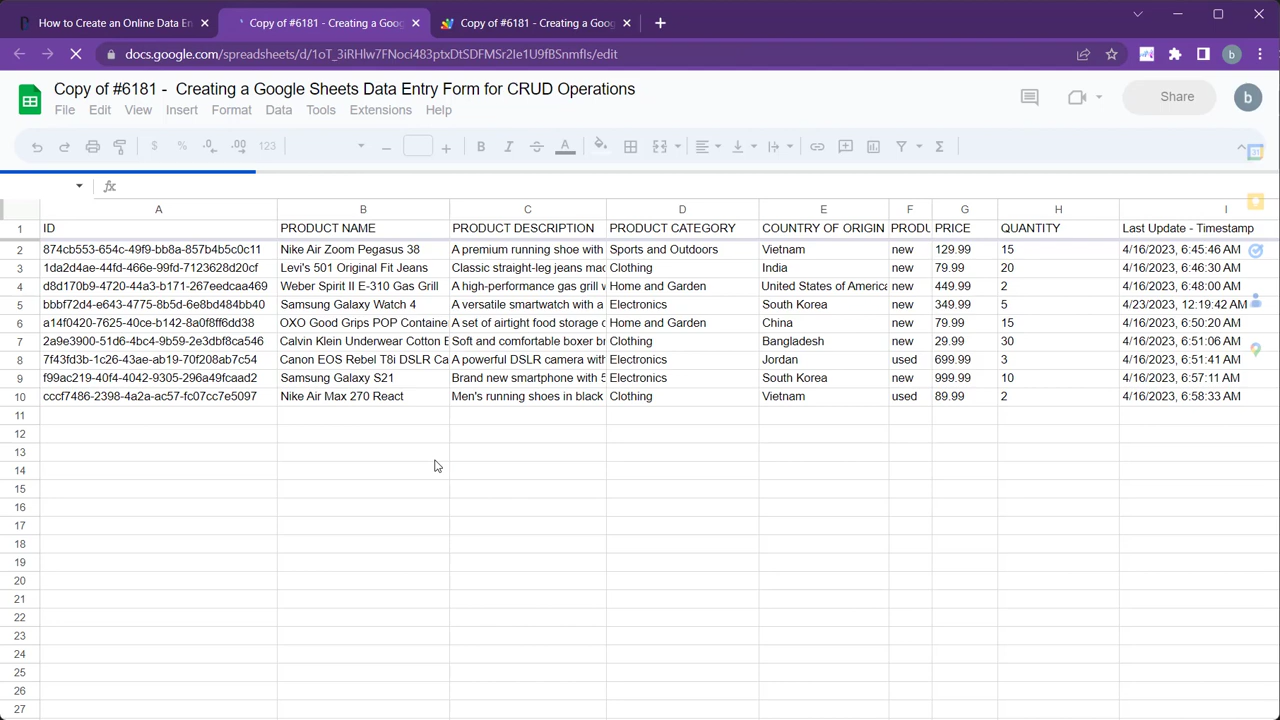 How to Create an Online Data En
Copy of #6181 - Creating a Goog
Copy of #6181 - Creating a Goog
docs.google.com/spreadsheets/d/1oT_3iRHlw7FNoci483ptxDtSDFMSr2Ie1U9fBSnmfIs/edit
b
Copy of #6181 - Creating a Google Sheets Data Entry Form for CRUD Operations
File Edit View Insert Format Data Tools Extensions Help
Share
b
$ % .0 .00 123 B I A
fx
A B C D E F G H I
1 ID PRODUCT NAME PRODUCT DESCRIPTION PRODUCT CATEGORY COUNTRY OF ORIGIN PRODU PRICE QUANTITY Last Update - Timestamp
2 874cb553-654c-49f9-bb8a-857b4b5c0c11 Nike Air Zoom Pegasus 38 A premium running shoe with Sports and Outdoors Vietnam new 129.99 15 4/16/2023, 6:45:46 AM
3 1da2d4ae-44fd-466e-99fd-7123628f20cf Levi's 501 Original Fit Jeans Classic straight-leg jeans mad Clothing India new 79.99 20 4/16/2023, 6:46:30 AM
4 d8d170b9-4720-44a3-b171-267eedcaa469 Weber Spirit II E-310 Gas Grill A high-performance gas grill w Home and Garden United States of America new 449.99 2 4/16/2023, 6:48:00 AM
5 bbbf72d4-e643-4775-8b5d-6e8bd484bb40 Samsung Galaxy Watch 4 A versatile smartwatch with a Electronics South Korea new 349.99 5 4/23/2023, 12:19:42 AM
6 a14f0420-7625-40ce-b142-8a0f8ff6dd38 OXO Good Grips POP Containe A set of airtight food storage c Home and Garden China new 79.99 15 4/16/2023, 6:50:20 AM
7 2a9e3900-51d6-4bc4-9b59-2e3dbf8ca546 Calvin Klein Underwear Cotton B Soft and comfortable boxer br Clothing Bangladesh new 29.99 30 4/16/2023, 6:51:06 AM
8 7f43fd3b-1c26-43ae-ab19-70f208ab7c54 Canon EOS Rebel T8i DSLR Ca A powerful DSLR camera with Electronics Jordan used 699.99 3 4/16/2023, 6:51:41 AM
9 f99ac219-40f4-4042-9305-296a49fcaad2 Samsung Galaxy S21 Brand new smartphone with 5 Electronics South Korea new 999.99 10 4/16/2023, 6:57:11 AM
10 cccf7486-2398-4a2a-ac57-fc07cc7e5097 Nike Air Max 270 React Men's running shoes in black Clothing Vietnam used 89.99 2 4/16/2023, 6:58:33 AM
11
12
13
14
15
16
17
18
19
20
21
22
23
24
25
26
27